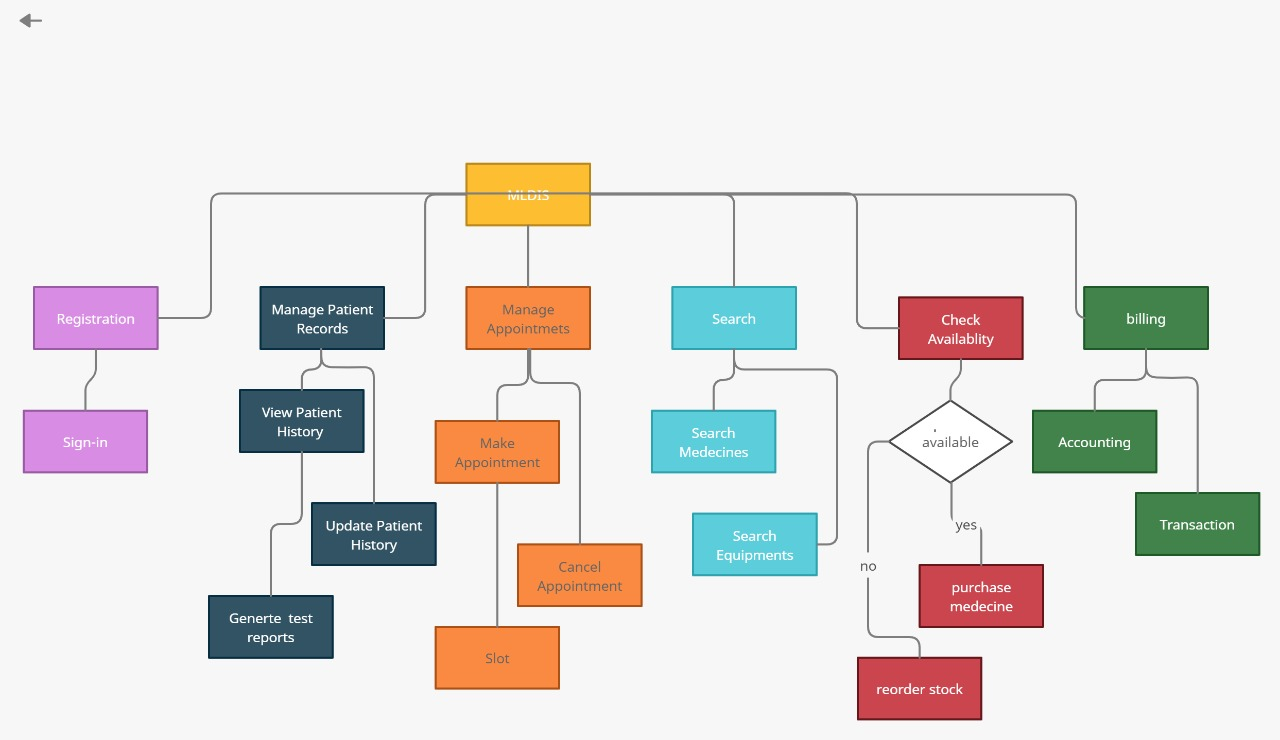 MLDIS
Registration
Manage Patient
Records
Manage
Appointmets
Search
Check
Availablity
billing
Sign-in
View Patient
History
Make
Appointment
Search
Medecines
available
Accounting
Update Patient
History
Cancel
Appointment
Search
Equipments
yes
no
Transaction
purchase
medecine
Generte test
reports
Slot
reorder stock